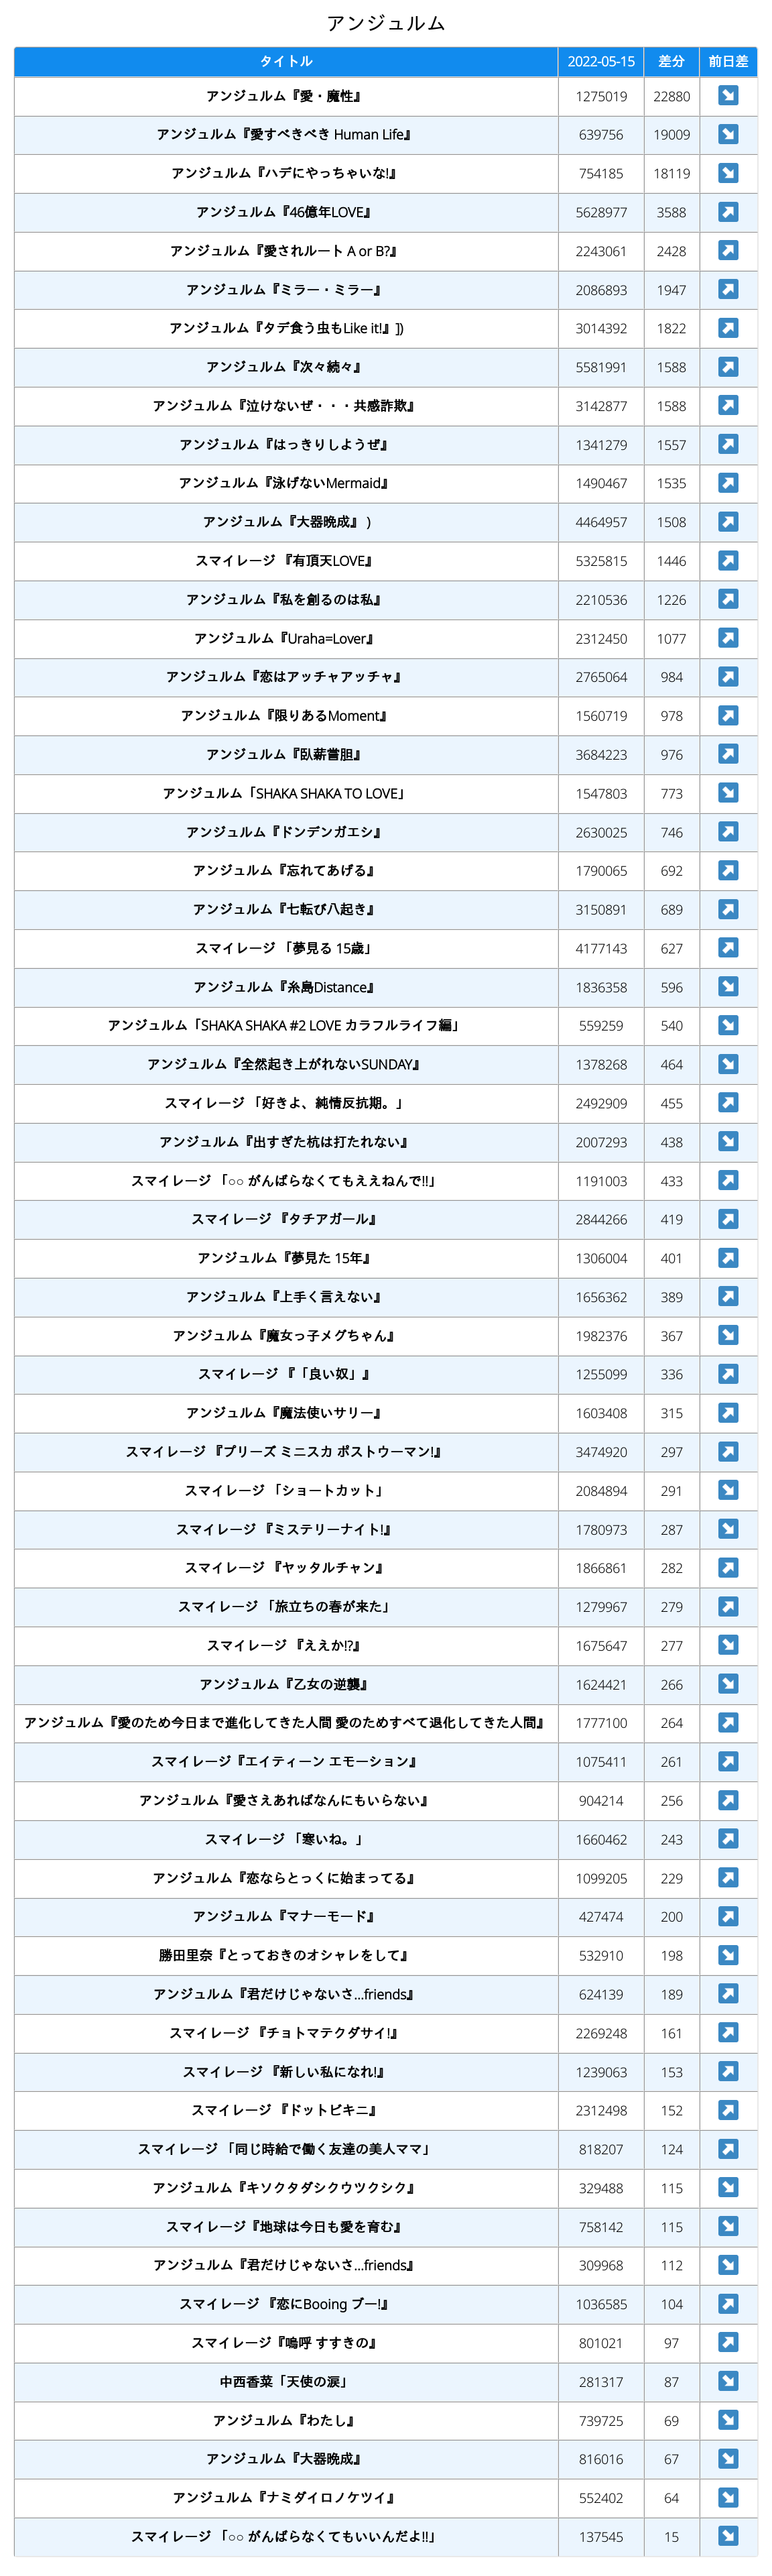 アンジュルム
タイトル 2022-05-15 差分 前日差
アンジュルム『愛・魔性』 1275019 22880 ↘
アンジュルム『愛すべきべき Human Life』 639756 19009 ↘
アンジュルム『ハデにやっちゃいな!』 754185 18119 ↘
アンジュルム『46億年LOVE』 5628977 3588 ↗
アンジュルム『愛されルート A or B?』 2243061 2428 ↗
アンジュルム『ミラー・ミラー』 2086893 1947 ↗
アンジュルム『タデ食う虫もLike it!』]) 3014392 1822 ↗
アンジュルム『次々続々』 5581991 1588 ↗
アンジュルム『泣けないぜ・・・共感詐欺』 3142877 1588 ↗
アンジュルム『はっきりしようぜ』 1341279 1557 ↗
アンジュルム『泳げないMermaid』 1490467 1535 ↗
アンジュルム『大器晩成』 ) 4464957 1508 ↗
スマイレージ 『有頂天LOVE』 5325815 1446 ↗
アンジュルム『私を創るのは私』 2210536 1226 ↗
アンジュルム『Uraha=Lover』 2312450 1077 ↗
アンジュルム『恋はアッチャアッチャ』 2765064 984 ↗
アンジュルム『限りあるMoment』 1560719 978 ↗
アンジュルム『臥薪嘗胆』 3684223 976 ↗
アンジュルム「SHAKA SHAKA TO LOVE」 1547803 773 ↘
アンジュルム『ドンデンガエシ』 2630025 746 ↗
アンジュルム『忘れてあげる』 1790065 692 ↗
アンジュルム『七転び八起き』 3150891 689 ↗
スマイレージ 「夢見る 15歳」 4177143 627 ↗
アンジュルム『糸島Distance』 1836358 596 ↘
アンジュルム「SHAKA SHAKA #2 LOVE カラフルライフ編」 559259 540 ↘
アンジュルム『全然起き上がれないSUNDAY』 1378268 464 ↘
スマイレージ 「好きよ、純情反抗期。」 2492909 455 ↗
アンジュルム『出すぎた杭は打たれない』 2007293 438 ↘
スマイレージ 「○○ がんばらなくてもええねんで!!」 1191003 433 ↗
スマイレージ 『タチアガール』 2844266 419 ↗
アンジュルム『夢見た 15年』 1306004 401 ↗
アンジュルム『上手く言えない』 1656362 389 ↗
アンジュルム『魔女っ子メグちゃん』 1982376 367 ↘
スマイレージ 『「良い奴」』 1255099 336 ↗
アンジュルム『魔法使いサリー』 1603408 315 ↗
スマイレージ 『プリーズ ミニスカ ポストウーマン!』 3474920 297 ↗
スマイレージ 「ショートカット」 2084894 291 ↘
スマイレージ 『ミステリーナイト!』 1780973 287 ↘
スマイレージ 『ヤッタルチャン』 1866861 282 ↗
スマイレージ 「旅立ちの春が来た」 1279967 279 ↗
スマイレージ 『ええか!?』 1675647 277 ↘
アンジュルム『乙女の逆襲』 1624421 266 ↘
アンジュルム『愛のため今日まで進化してきた人間 愛のためすべて退化してきた人間』 1777100 264 ↗
スマイレージ『エイティーン エモーション』 1075411 261 ↗
アンジュルム『愛さえあればなんにもいらない』 904214 256 ↗
スマイレージ 「寒いね。」 1660462 243 ↗
アンジュルム『恋ならとっくに始まってる』 1099205 229 ↗
アンジュルム『マナーモード』 427474 200 ↗
勝田里奈『とっておきのオシャレをして』 532910 198 ↘
アンジュルム『君だけじゃないさ...friends』 624139 189 ↗
スマイレージ 『チョトマテクダサイ!』 2269248 161 ↗
スマイレージ 『新しい私になれ!』 1239063 153 ↗
スマイレージ 『ドットビキニ』 2312498 152 ↗
スマイレージ 「同じ時給で働く友達の美人ママ」 818207 124 ↗
アンジュルム『キソクタダシクウツクシク』 329488 115 ↘
スマイレージ『地球は今日も愛を育む』 758142 115 ↘
アンジュルム『君だけじゃないさ...friends』 309968 112 ↘
スマイレージ 『恋にBooing ブー!』 1036585 104 ↗
スマイレージ『嗚呼 すすきの』 801021 97 ↗
中西香菜「天使の涙」 281317 87 ↘
アンジュルム『わたし』 739725 69 ↘
アンジュルム『大器晩成』 816016 67 ↘
アンジュルム『ナミダイロノケツイ』 552402 64 ↘
スマイレージ 「○○ がんばらなくてもいいんだよ!!」 137545 15 ↘